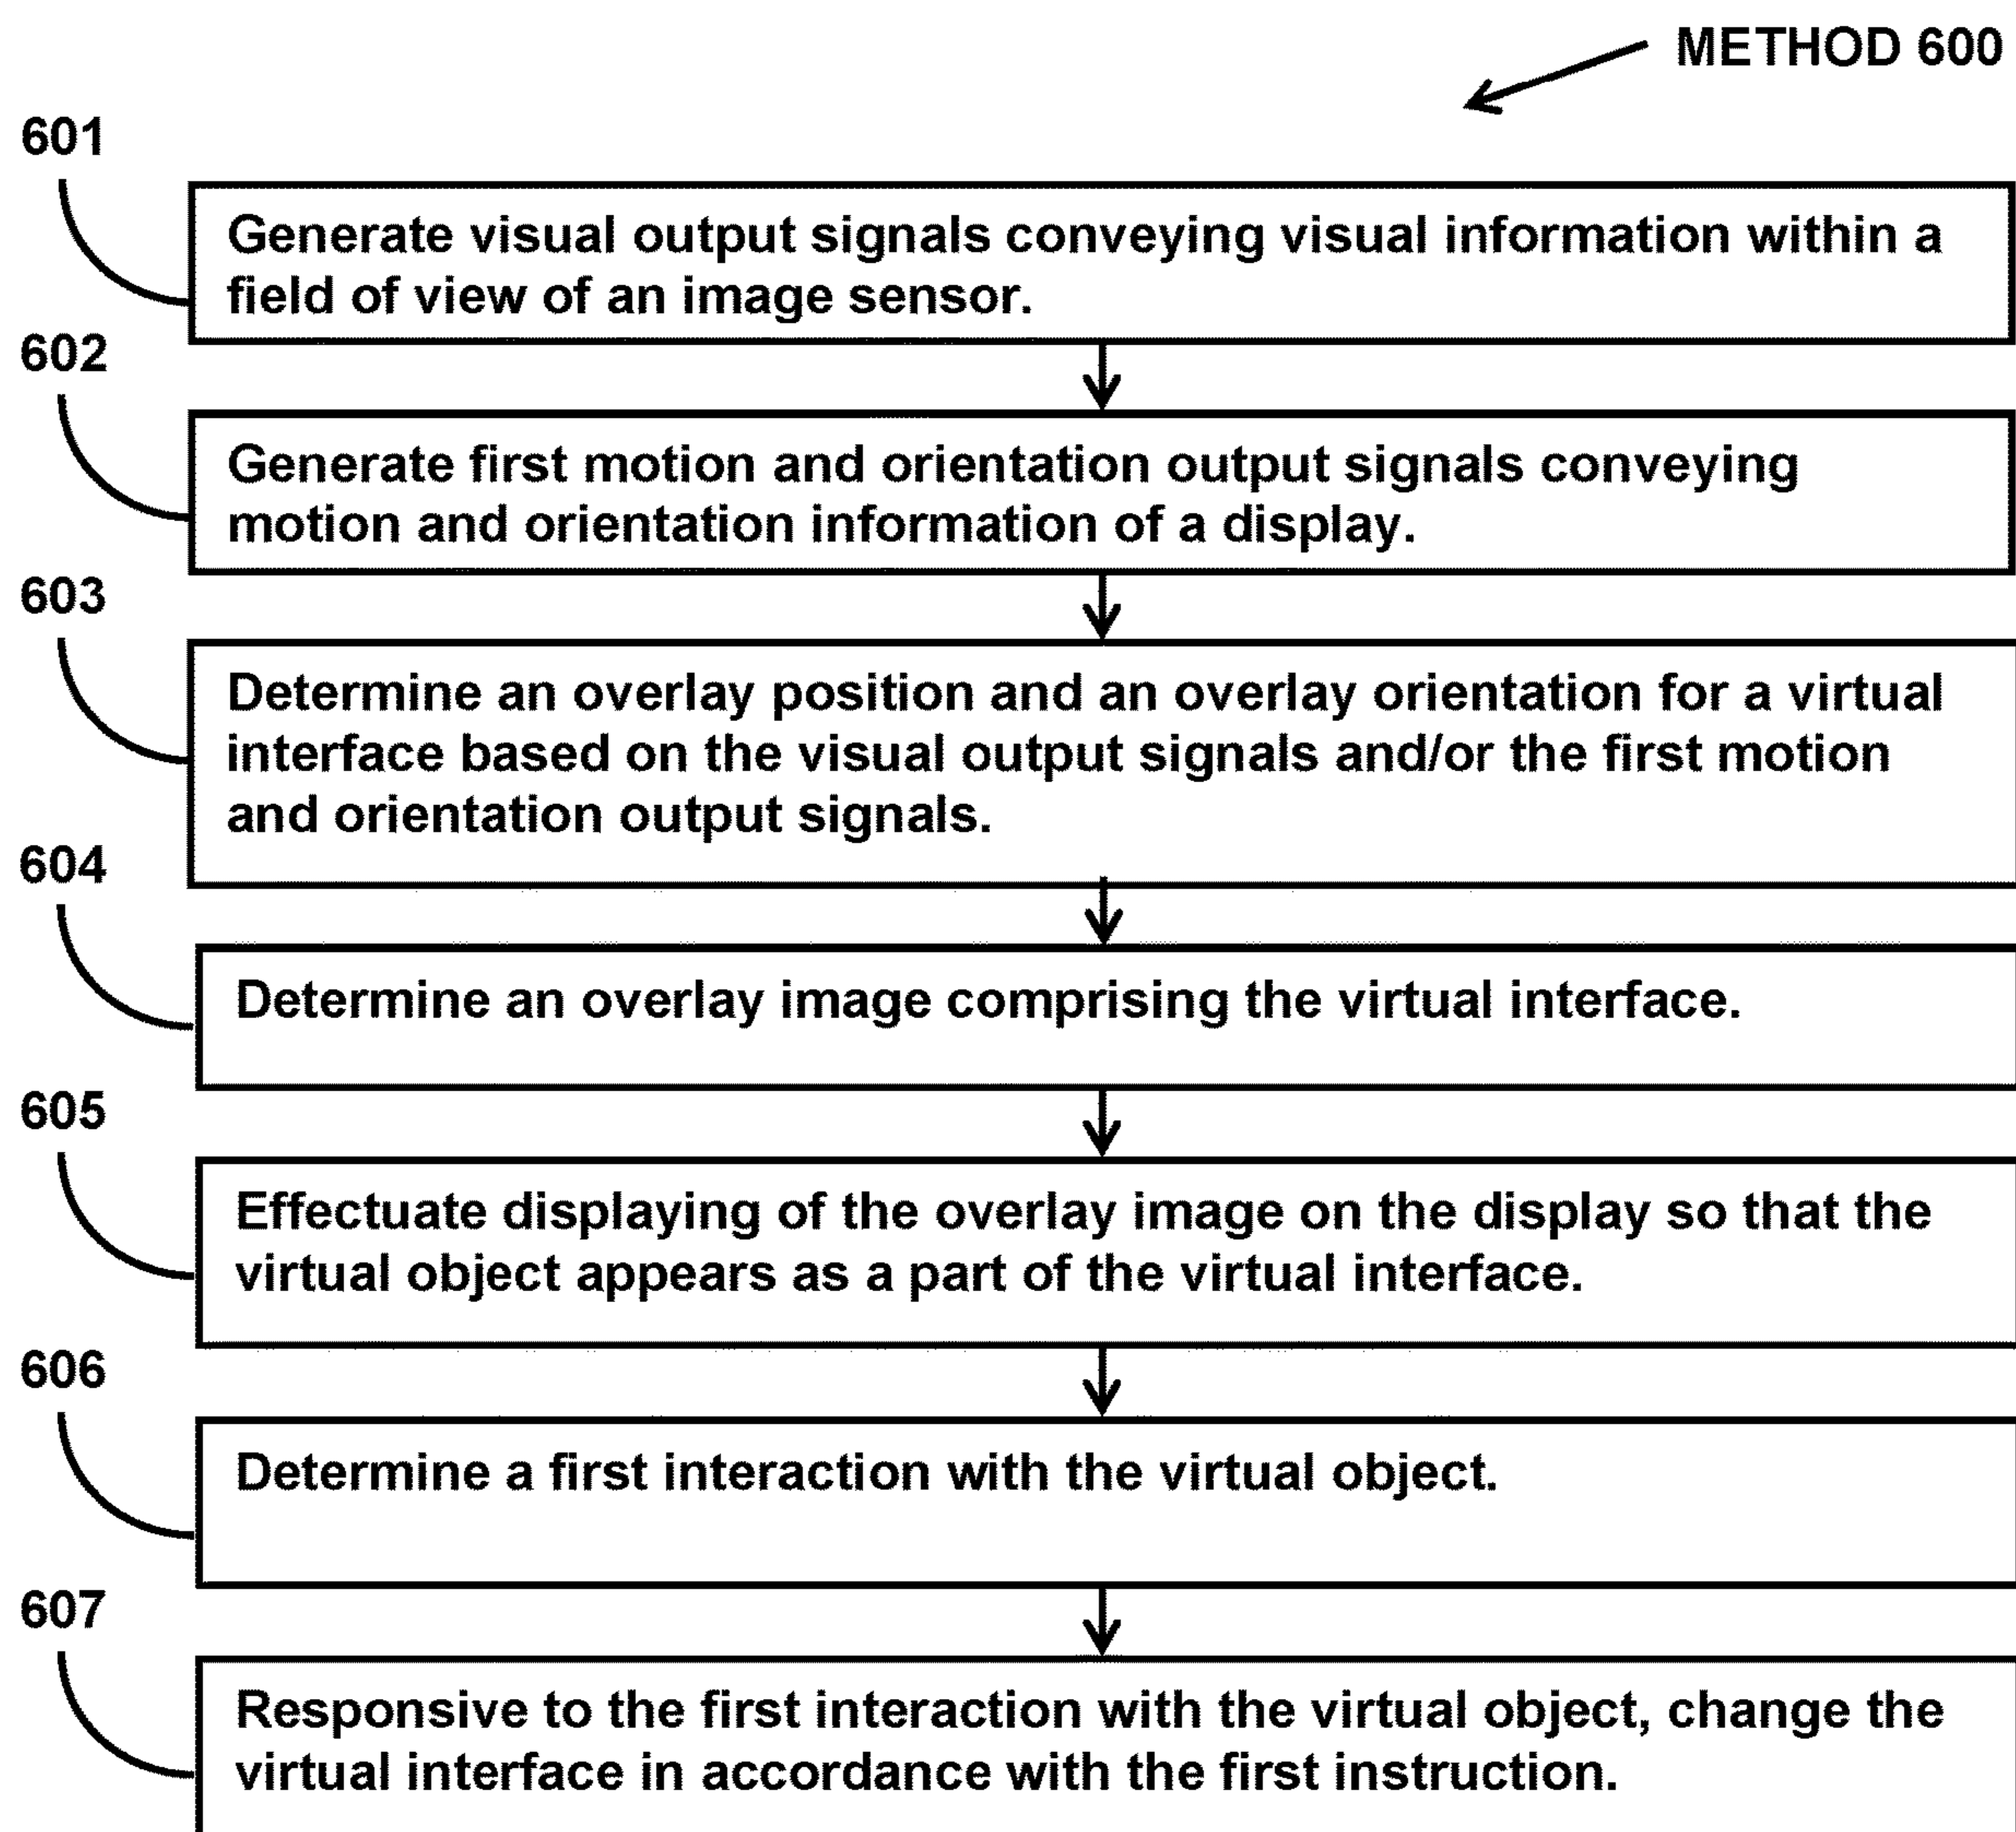 METHOD 600
601
Generate visual output signals conveying visual information within a
field of view of an image sensor.
602
Generate first motion and orientation output signals conveying
motion and orientation information of a display.
603
Determine an overlay position and an overlay orientation for a virtual
interface based on the visual output signals and/or the first motion
and orientation output signals.
604
Determine an overlay image comprising the virtual interface.
605
Effectuate displaying of the overlay image on the display so that the
virtual object appears as a part of the virtual interface.
606
Determine a first interaction with the virtual object.
607
Responsive to the first interaction with the virtual object, change the
virtual interface in accordance with the first instruction.